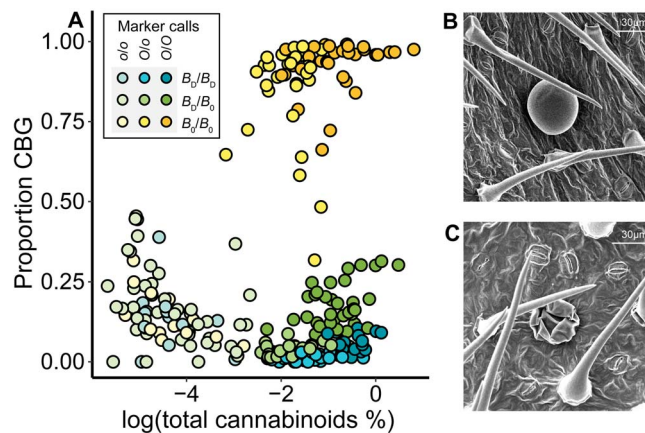 A
Marker calls
o/o O/o O/O
B_D/B_D
B_D/B_0
B_0/B_0
1.00
0.75
0.50
0.25
0.00
Proportion CBG
−4 −2 0
log(total cannabinoids %)
B
30µm
C
30µm